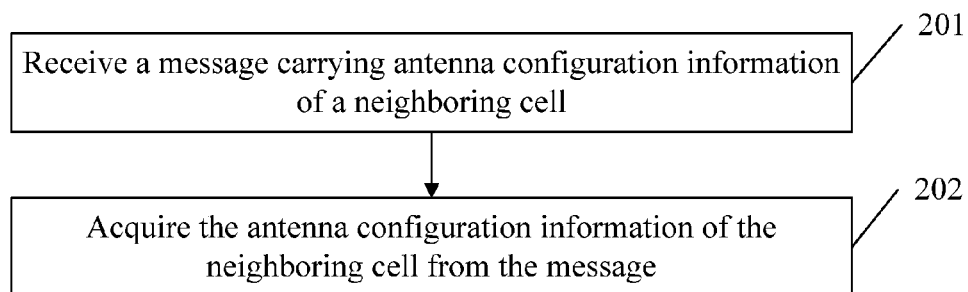 201
Receive a message carrying antenna configuration information
of a neighboring cell
202
Acquire the antenna configuration information of the
neighboring cell from the message